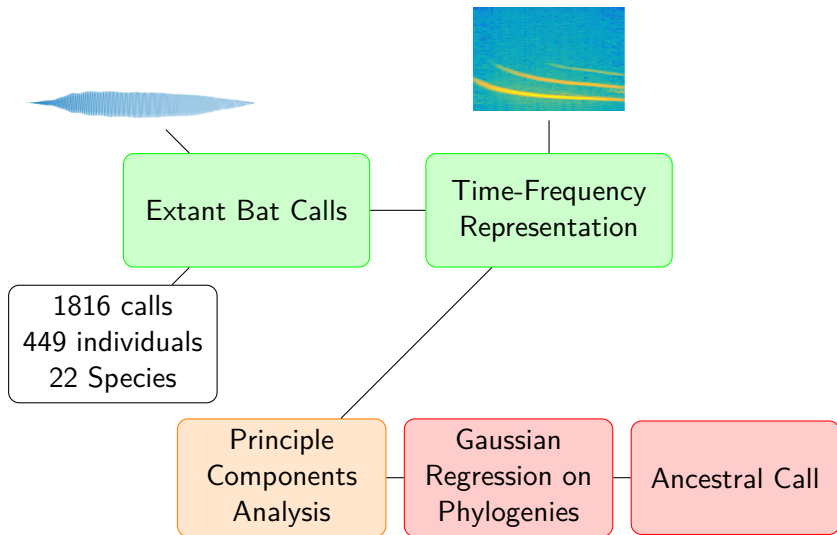 Extant Bat Calls
Time-Frequency
Representation
1816 calls
449 individuals
22 Species
Principle
Components
Analysis
Gaussian
Regression on
Phylogenies
Ancestral Call